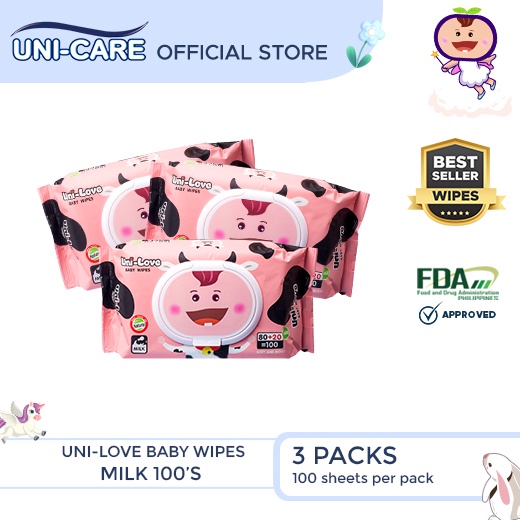 UNI-CARE OFFICIAL STORE
BEST
SELLER
WIPES
FDA
Food and Drug Administration
PHILIPPINES
APPROVED
Uni-Love
BABY WIPES
Uni-Love
BABY WIPES
Uni-Love
BABY WIPES
MILK
80+20
=100
UNI-LOVE BABY WIPES
MILK 100'S
3 PACKS
100 sheets per pack